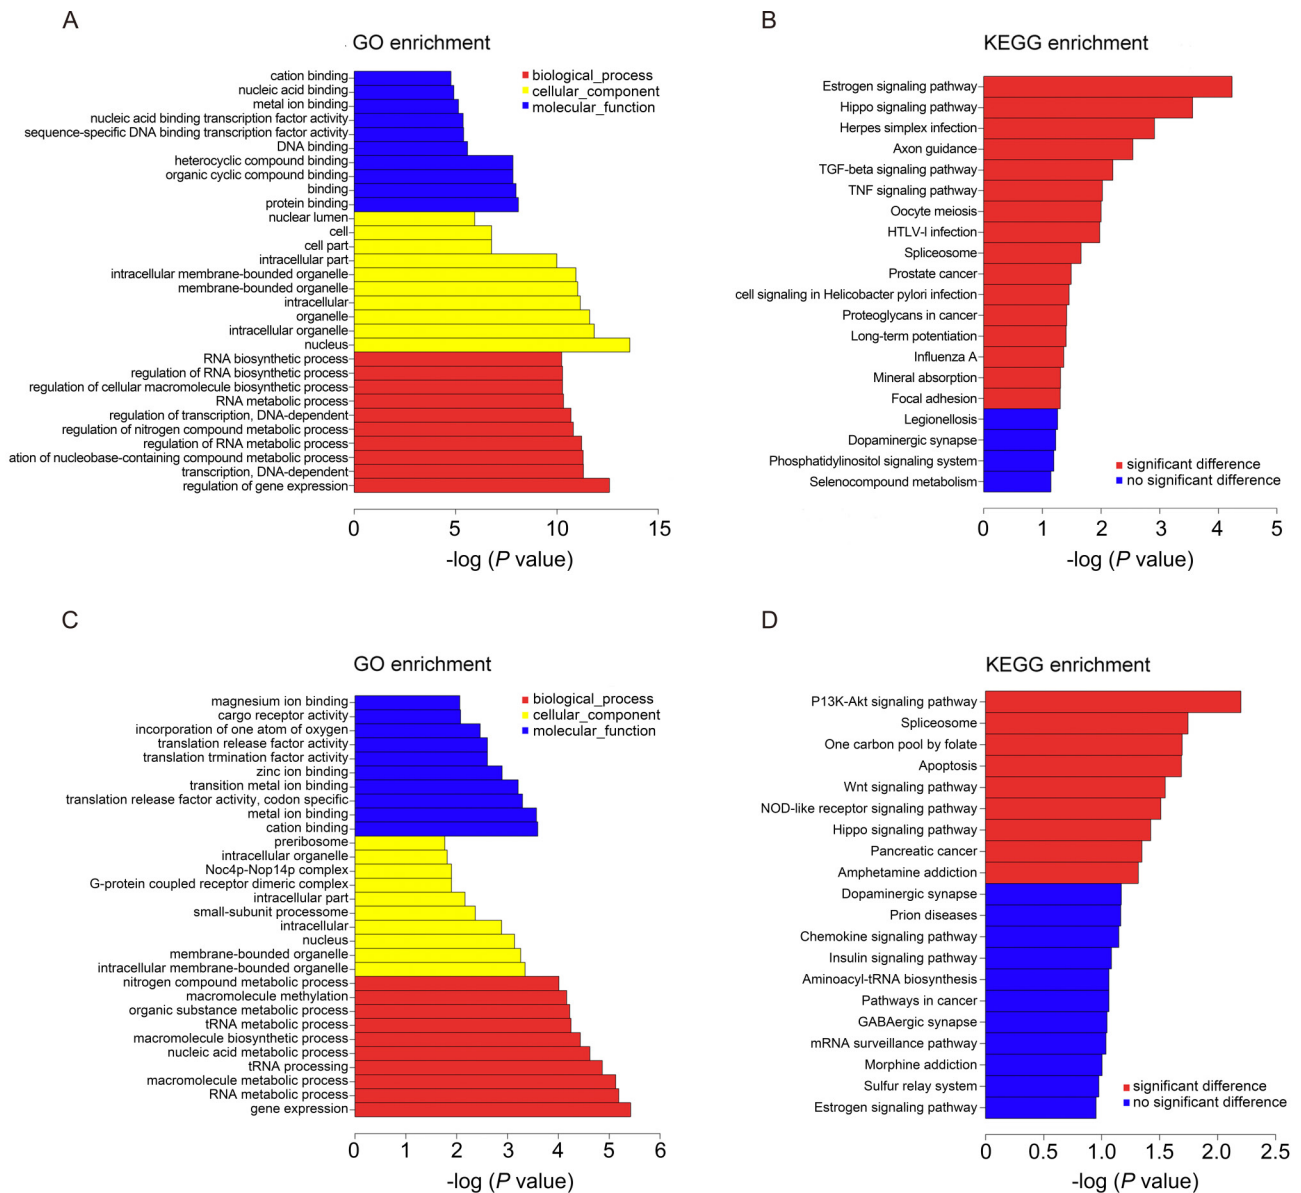 A
GO enrichment
biological_process
cellular_component
molecular_function
cation binding
nucleic acid binding
metal ion binding
nucleic acid binding transcription factor activity
sequence-specific DNA binding transcription factor activity
DNA binding
heterocyclic compound binding
organic cyclic compound binding
binding
protein binding
nuclear lumen
cell
cell part
intracellular part
intracellular membrane-bounded organelle
membrane-bounded organelle
intracellular
organelle
intracellular organelle
nucleus
RNA biosynthetic process
regulation of RNA biosynthetic process
regulation of cellular macromolecule biosynthetic process
RNA metabolic process
regulation of transcription, DNA-dependent
regulation of nitrogen compound metabolic process
regulation of RNA metabolic process
ation of nucleobase-containing compound metabolic process
transcription, DNA-dependent
regulation of gene expression
0 5 10 15
-log (P value)
B
KEGG enrichment
Estrogen signaling pathway
Hippo signaling pathway
Herpes simplex infection
Axon guidance
TGF-beta signaling pathway
TNF signaling pathway
Oocyte meiosis
HTLV-I infection
Spliceosome
Prostate cancer
cell signaling in Helicobacter pylori infection
Proteoglycans in cancer
Long-term potentiation
Influenza A
Mineral absorption
Focal adhesion
Legionellosis
Dopaminergic synapse
Phosphatidylinositol signaling system
Selenocompound metabolism
significant difference
no significant difference
0 1 2 3 4 5
-log (P value)
C
GO enrichment
biological_process
cellular_component
molecular_function
magnesium ion binding
cargo receptor activity
incorporation of one atom of oxygen
translation release factor activity
translation trmination factor activity
zinc ion binding
transition metal ion binding
translation release factor activity, codon specific
metal ion binding
cation binding
preribosome
intracellular organelle
Noc4p-Nop14p complex
G-protein coupled receptor dimeric complex
intracellular part
small-subunit processome
intracellular
nucleus
membrane-bounded organelle
intracellular membrane-bounded organelle
nitrogen compound metabolic process
macromolecule methylation
organic substance metabolic process
tRNA metabolic process
macromolecule biosynthetic process
nucleic acid metabolic process
tRNA processing
macromolecule metabolic process
RNA metabolic process
gene expression
0 1 2 3 4 5 6
-log (P value)
D
KEGG enrichment
P13K-Akt signaling pathway
Spliceosome
One carbon pool by folate
Apoptosis
Wnt signaling pathway
NOD-like receptor signaling pathway
Hippo signaling pathway
Pancreatic cancer
Amphetamine addiction
Dopaminergic synapse
Prion diseases
Chemokine signaling pathway
Insulin signaling pathway
Aminoacyl-tRNA biosynthesis
Pathways in cancer
GABAergic synapse
mRNA surveillance pathway
Morphine addiction
Sulfur relay system
Estrogen signaling pathway
significant difference
no significant difference
0 0.5 1.0 1.5 2.0 2.5
-log (P value)